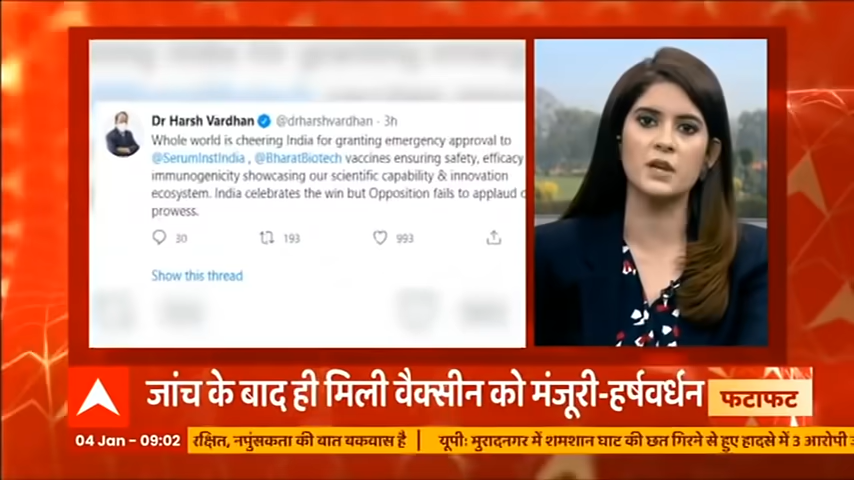 Dr Harsh Vardhan @drharshvardhan · 3h
Whole world is cheering India for granting emergency approval to
@SerumInstIndia , @BharatBiotech vaccines ensuring safety, efficacy
immunogenicity showcasing our scientific capability & innovation
ecosystem. India celebrates the win but Opposition fails to applaud
prowess.
30 193 993
Show this thread
जांच के बाद ही मिली वैक्सीन को मंजूरी-हर्षवर्धन
फटाफट
04 Jan - 09:02 रक्षित, नपुंसकता की बात बकवास है | यूपी: मुरादनगर में शमशान घाट की छत गिरने से हुए हादसे में 3 आरोपी